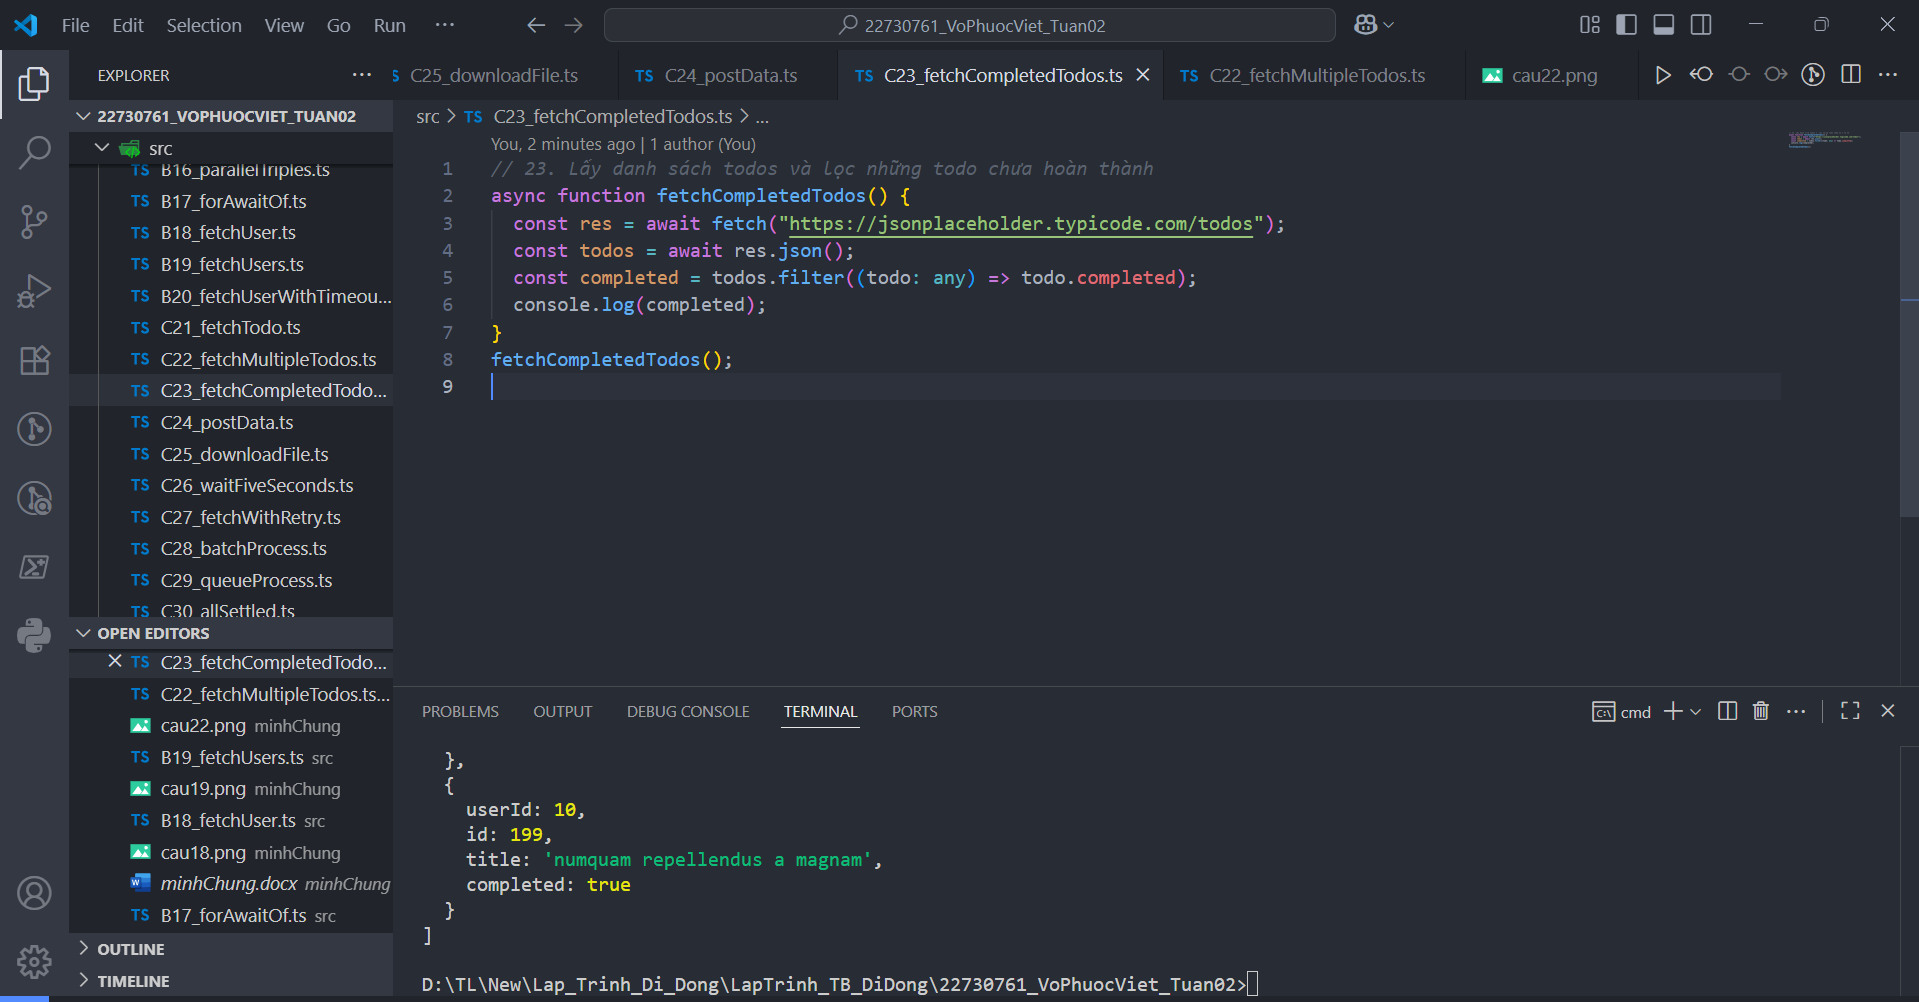 File Edit Selection View Go Run ···
22730761_VoPhuocViet_Tuan02
EXPLORER
C25_downloadFile.ts
TS C24_postData.ts
TS C23_fetchCompletedTodos.ts
TS C22_fetchMultipleTodos.ts
cau22.png
22730761_VOPHUOCVIET_TUAN02
src
TS B16_parallelTriples.ts
TS B17_forAwaitOf.ts
TS B18_fetchUser.ts
TS B19_fetchUsers.ts
TS B20_fetchUserWithTimeou...
TS C21_fetchTodo.ts
TS C22_fetchMultipleTodos.ts
TS C23_fetchCompletedTodo...
TS C24_postData.ts
TS C25_downloadFile.ts
TS C26_waitFiveSeconds.ts
TS C27_fetchWithRetry.ts
TS C28_batchProcess.ts
TS C29_queueProcess.ts
TS C30_allSettled.ts
OPEN EDITORS
TS C23_fetchCompletedTodo...
TS C22_fetchMultipleTodos.ts...
cau22.png minhChung
TS B19_fetchUsers.ts src
cau19.png minhChung
TS B18_fetchUser.ts src
cau18.png minhChung
minhChung.docx minhChung
TS B17_forAwaitOf.ts src
OUTLINE
TIMELINE
src > TS C23_fetchCompletedTodos.ts > ...
You, 2 minutes ago | 1 author (You)
1 // 23. Lấy danh sách todos và lọc những todo chưa hoàn thành
2 async function fetchCompletedTodos() {
3 const res = await fetch("https://jsonplaceholder.typicode.com/todos");
4 const todos = await res.json();
5 const completed = todos.filter((todo: any) => todo.completed);
6 console.log(completed);
7 }
8 fetchCompletedTodos();
9
PROBLEMS OUTPUT DEBUG CONSOLE TERMINAL PORTS
cmd
},
{
userId: 10,
id: 199,
title: 'numquam repellendus a magnam',
completed: true
}
]
D:\TL\New\Lap_Trinh_Di_Dong\LapTrinh_TB_DiDong\22730761_VoPhuocViet_Tuan02>